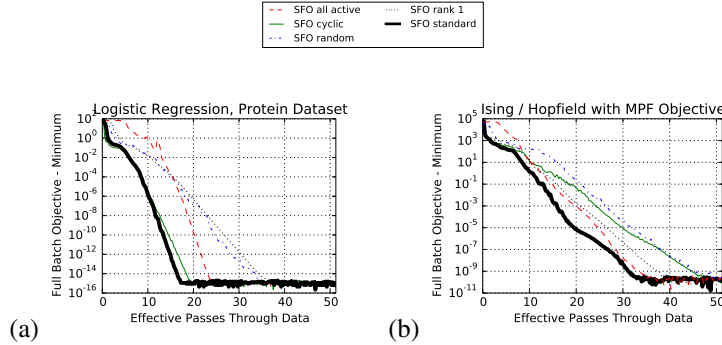 SFO all active
SFO cyclic
SFO random
SFO rank 1
SFO standard
Logistic Regression, Protein Dataset
Full Batch Objective - Minimum
10^2
10^0
10^-2
10^-4
10^-6
10^-8
10^-10
10^-12
10^-14
10^-16
0 10 20 30 40 50
Effective Passes Through Data
(a)
Ising / Hopfield with MPF Objective
Full Batch Objective - Minimum
10^5
10^3
10^1
10^-1
10^-3
10^-5
10^-7
10^-9
10^-11
0 10 20 30 40 50
Effective Passes Through Data
(b)